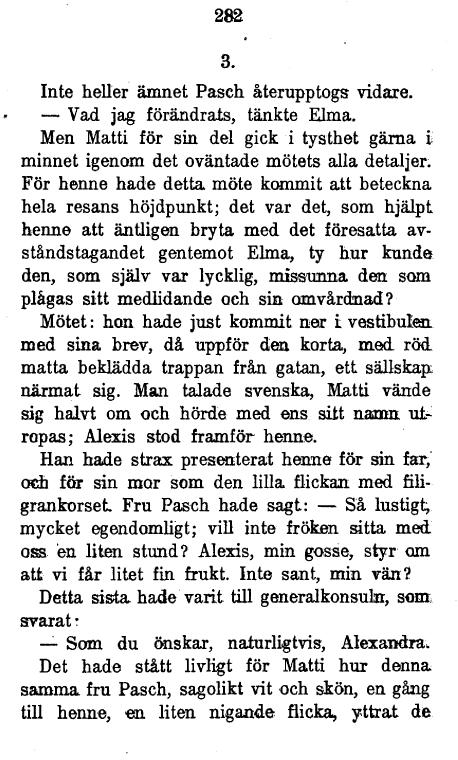 282
3.
Inte heller ämnet Pasch återupptogs vidare.
— Vad jag förändrats, tänkte Elma.
Men Matti för sin del gick i tysthet gärna i
minnet igenom det oväntade mötets alla detaljer.
För henne hade detta möte kommit att beteckna
hela resans höjdpunkt; det var det, som hjälpt
henne att äntligen bryta med det föresatta av-
ståndstagandet gentemot Elma, ty hur kunde
den, som själv var lycklig, missunna den som
plågas sitt medlidande och sin omvårdnad?
Mötet: hon hade just kommit ner i vestibulen
med sina brev, då uppför den korta, med röd
matta beklädda trappan från gatan, ett sällskap
närmat sig. Man talade svenska, Matti vände
sig halvt om och hörde med ens sitt namn ut-
ropas; Alexis stod framför henne.
Han hade strax presenterat henne för sin far,
och för sin mor som den lilla flickan med fili-
grankorset. Fru Pasch hade sagt: — Så lustigt,
mycket egendomligt; vill inte fröken sitta med
oss en liten stund? Alexis, min gosse, styr om
att vi får litet fin frukt. Inte sant, min vän?
Detta sista hade varit till generalkonsuln, som
svarat:
— Som du önskar, naturligtvis, Alexandra.
Det hade stått livligt för Matti hur denna
samma fru Pasch, sagolikt vit och skön, en gång
till henne, en liten nigande flicka, yttrat de